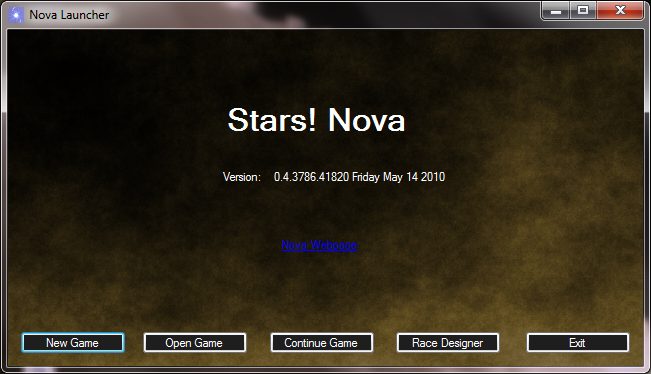 Nova Launcher
Stars! Nova
Version: 0.4.3786.41820 Friday May 14 2010
Nova Webpage
New Game Open Game Continue Game Race Designer Exit